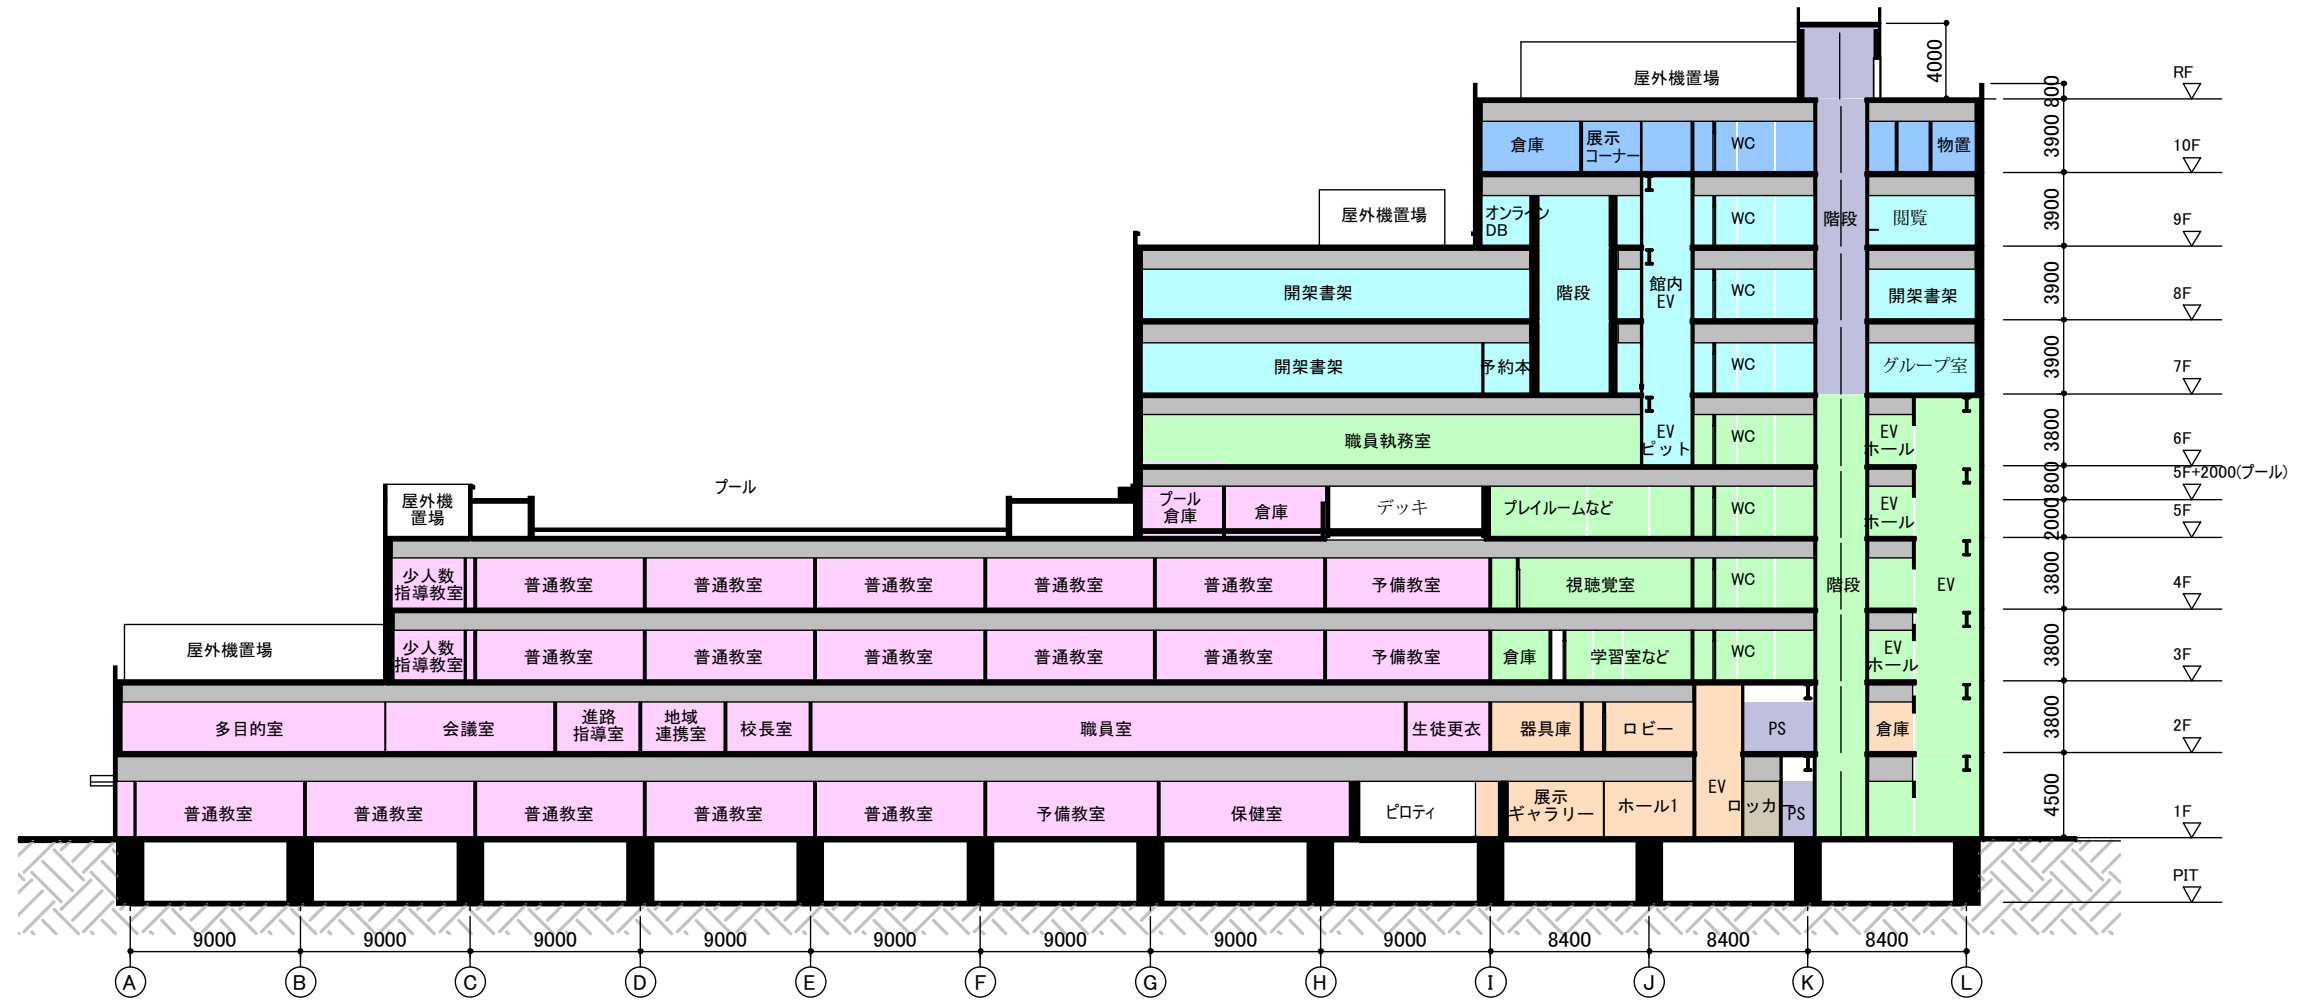 4000
屋外機置場
RF
800
倉庫
展示
コーナー
WC
物置
3900
10F
屋外機置場
オンライン
DB
WC
階段
閲覧
3900
9F
開架書架
階段
館内
EV
WC
開架書架
3900
8F
開架書架
予約本
WC
グループ室
3900
7F
職員執務室
EV
ピット
WC
EV
ホール
3800
6F
5F+2000(プール)
屋外機
置場
プール
プール
倉庫
倉庫
デッキ
プレイルームなど
WC
EV
ホール
1800
2000
5F
少人数
指導教室
普通教室
普通教室
普通教室
普通教室
普通教室
予備教室
視聴覚室
WC
階段
EV
3800
4F
屋外機置場
少人数
指導教室
普通教室
普通教室
普通教室
普通教室
普通教室
予備教室
倉庫
学習室など
WC
EV
ホール
3800
3F
多目的室
会議室
進路
指導室
地域
連携室
校長室
職員室
生徒更衣
器具庫
ロビー
PS
倉庫
3800
2F
普通教室
普通教室
普通教室
普通教室
普通教室
予備教室
保健室
ピロティ
展示
ギャラリー
ホール1
EV
ロッカー
PS
4500
1F
PIT
9000
9000
9000
9000
9000
9000
9000
9000
8400
8400
8400
A
B
C
D
E
F
G
H
I
J
K
L